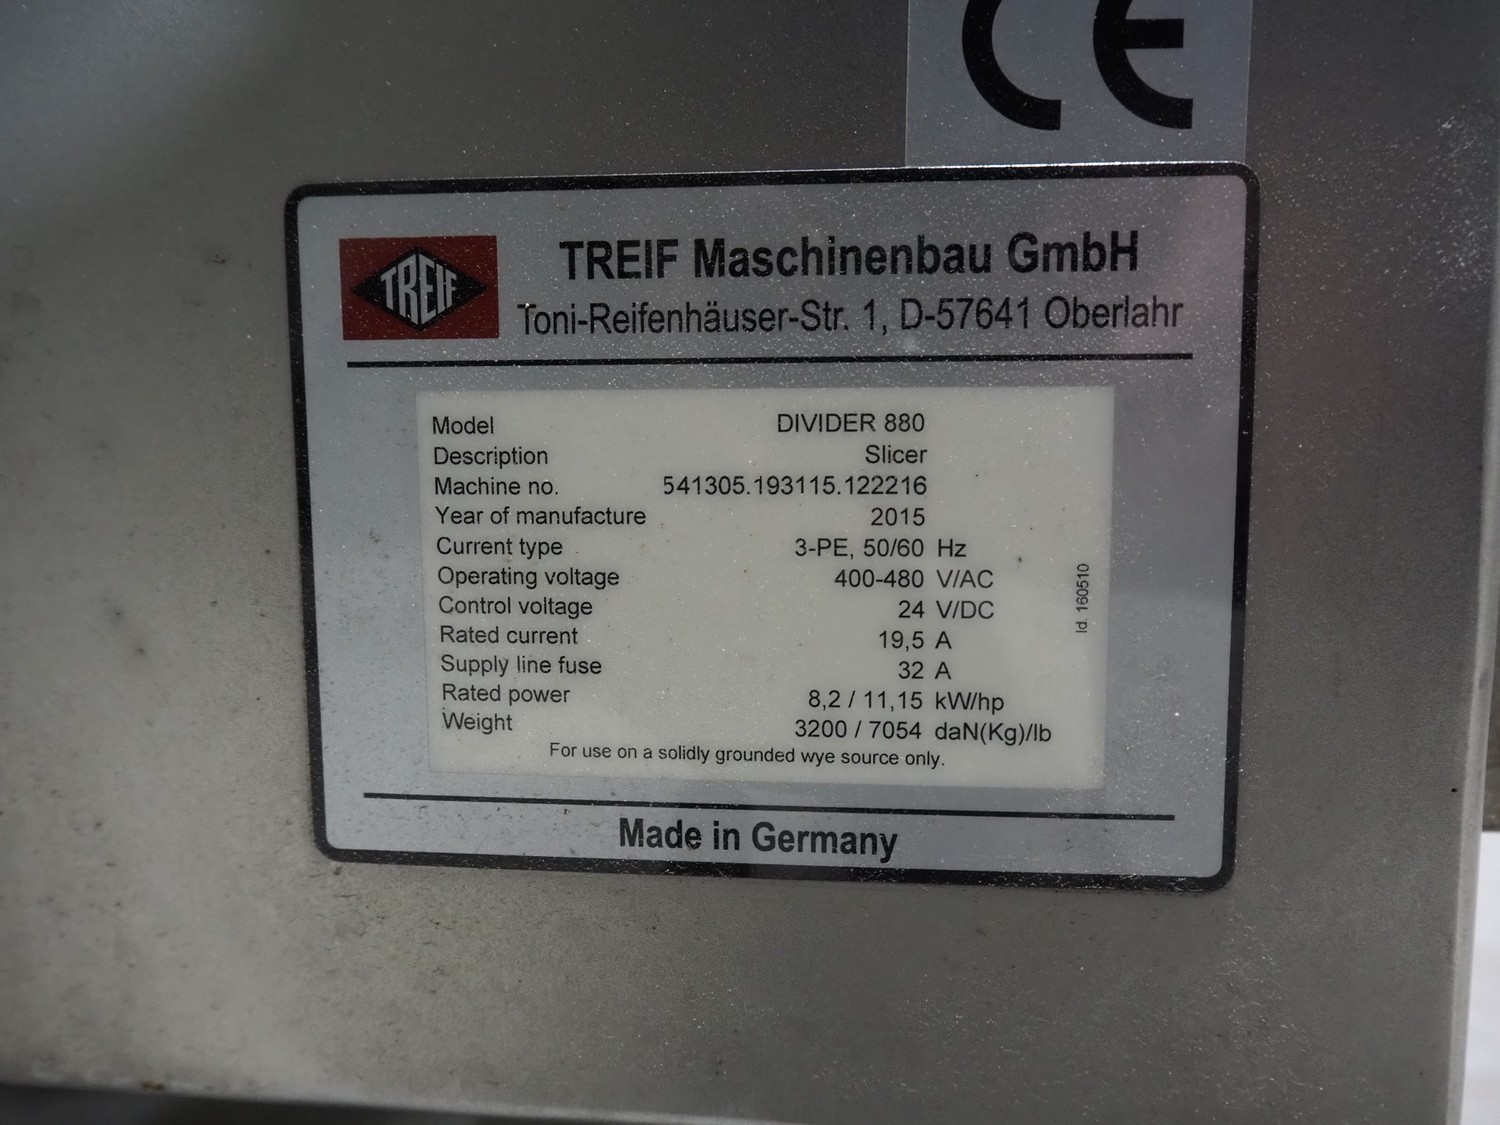 CE
TREIF
TREIF Maschinenbau GmbH
Toni-Reifenhäuser-Str. 1, D-57641 Oberlahr
Model DIVIDER 880
Description Slicer
Machine no. 541305.193115.122216
Year of manufacture 2015
Current type 3-PE, 50/60 Hz
Operating voltage 400-480 V/AC
Control voltage 24 V/DC
Rated current 19,5 A
Supply line fuse 32 A
Rated power 8,2 / 11,15 kW/hp
Weight 3200 / 7054 daN(Kg)/lb
For use on a solidly grounded wye source only.
Id. 160510
Made in Germany